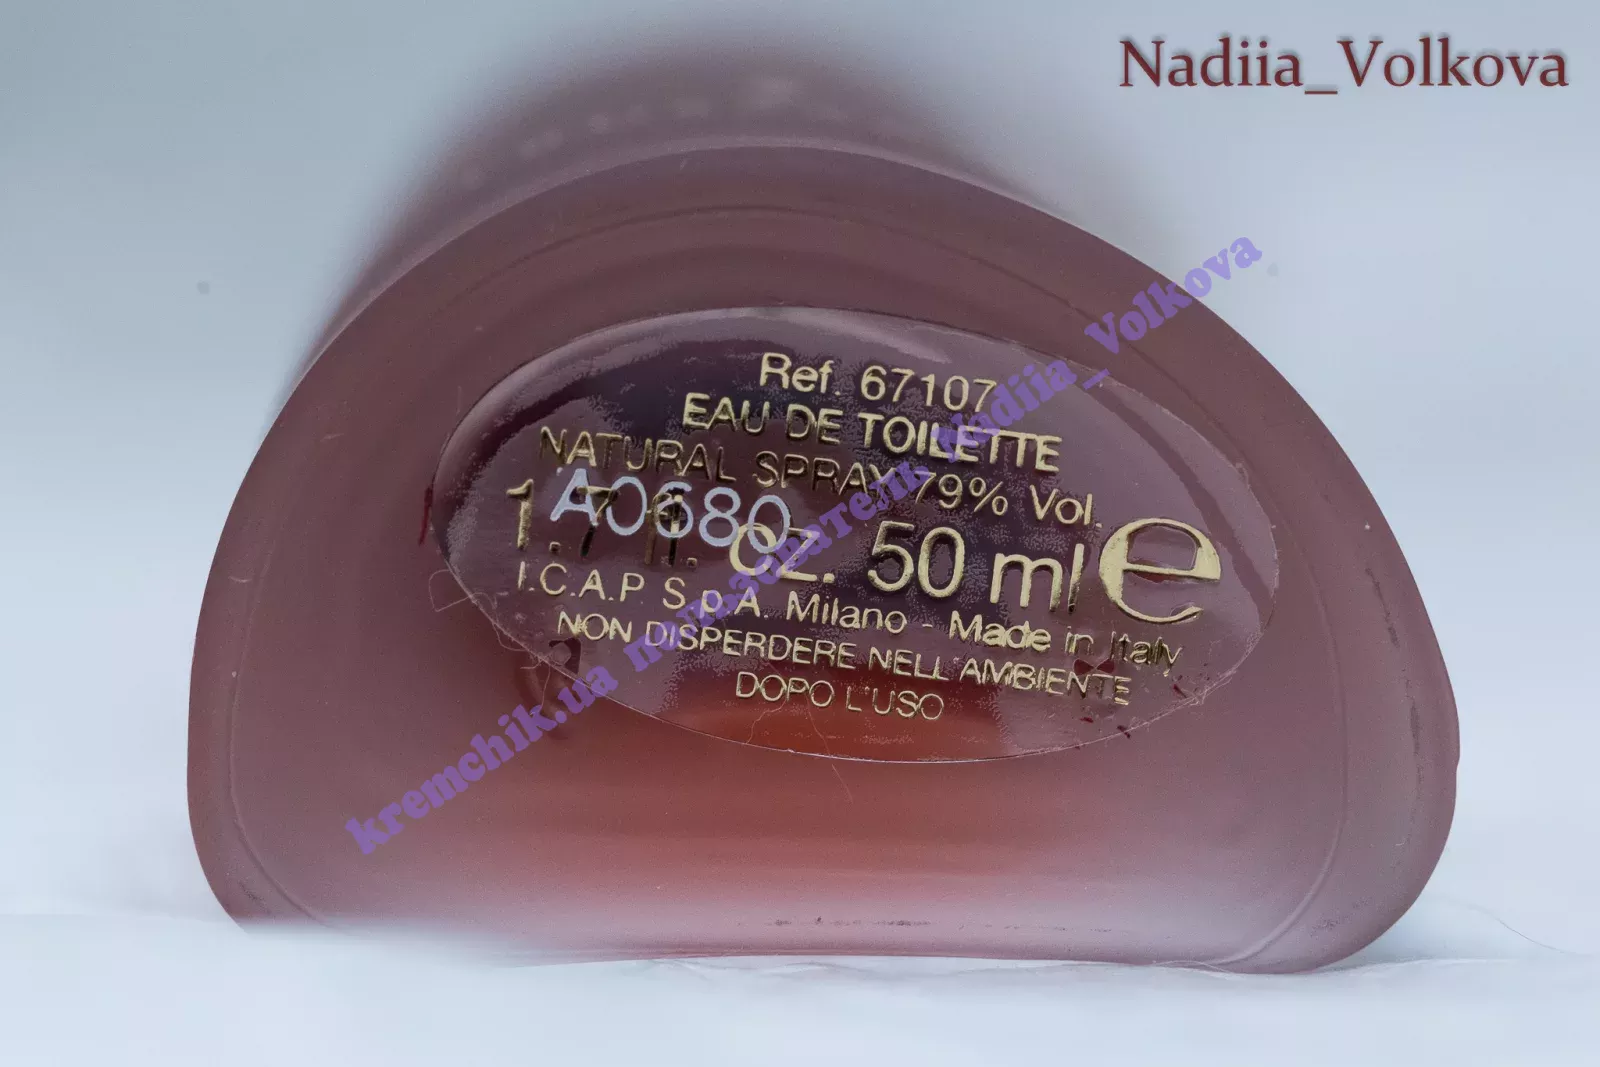 Nadiia_Volkova
Ref. 67107
EAU DE TOILETTE
NATURAL SPRAY 79% Vol.
A0680
1.7 fl. oz. 50 ml e
I.C.A.P. S.p.A. Milano - Made in Italy
NON DISPERDERE NELL'AMBIENTE
DOPO L'USO
kremchik.ua пользователь Nadiia_Volkova